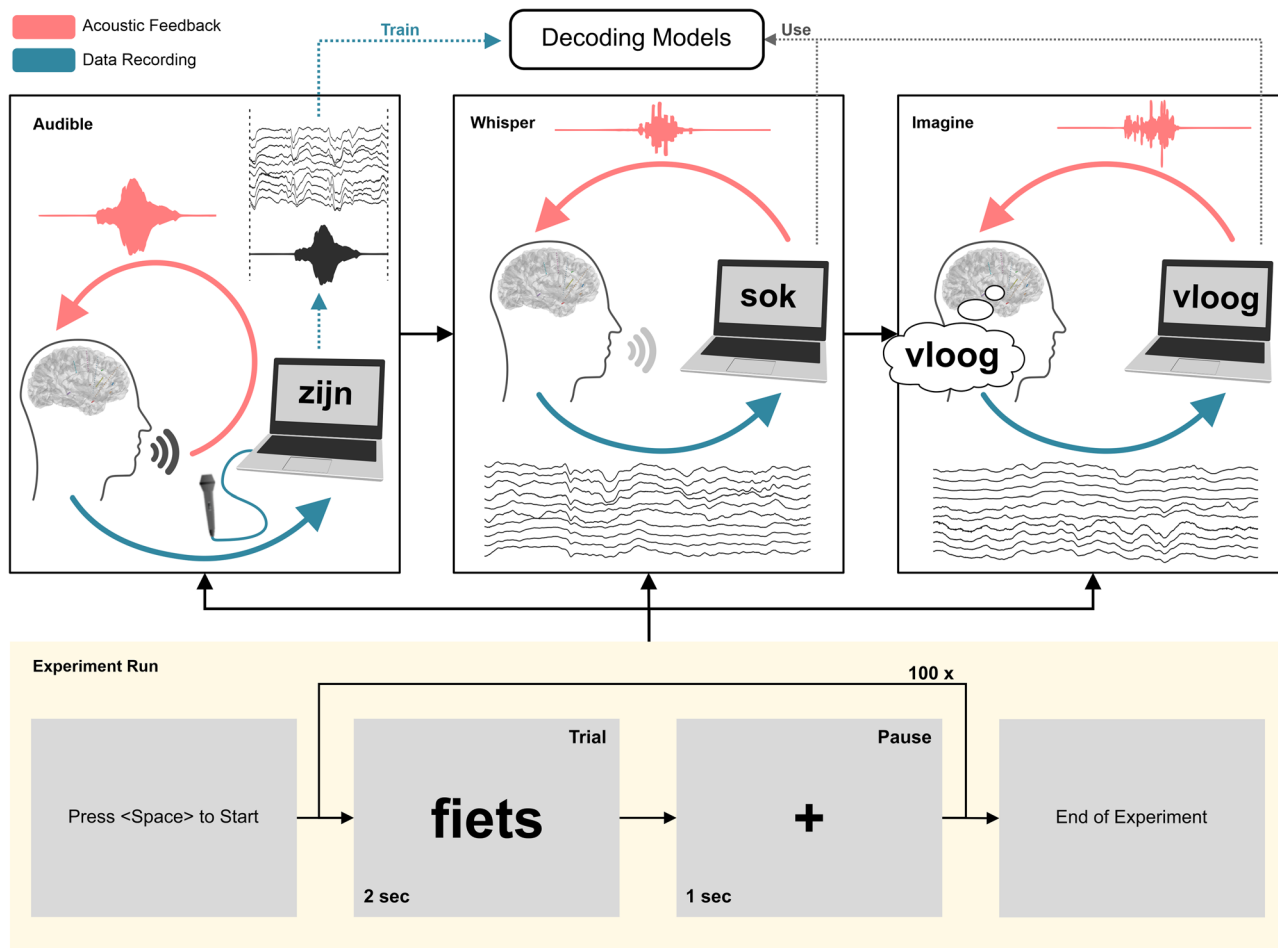 Acoustic Feedback
Data Recording
Train
Decoding Models
Use
Audible
zijn
Whisper
sok
Imagine
vloog
vloog
Experiment Run
100 x
Press <Space> to Start
Trial
fiets
2 sec
Pause
+
1 sec
End of Experiment